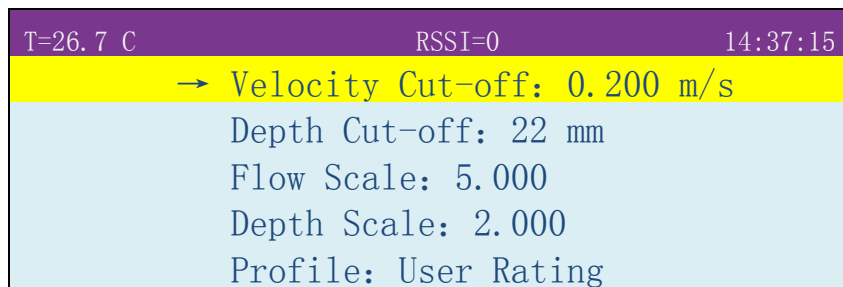 T=26.7 C RSSI=0 14:37:15
→ Velocity Cut-off: 0.200 m/s
Depth Cut-off: 22 mm
Flow Scale: 5.000
Depth Scale: 2.000
Profile: User Rating